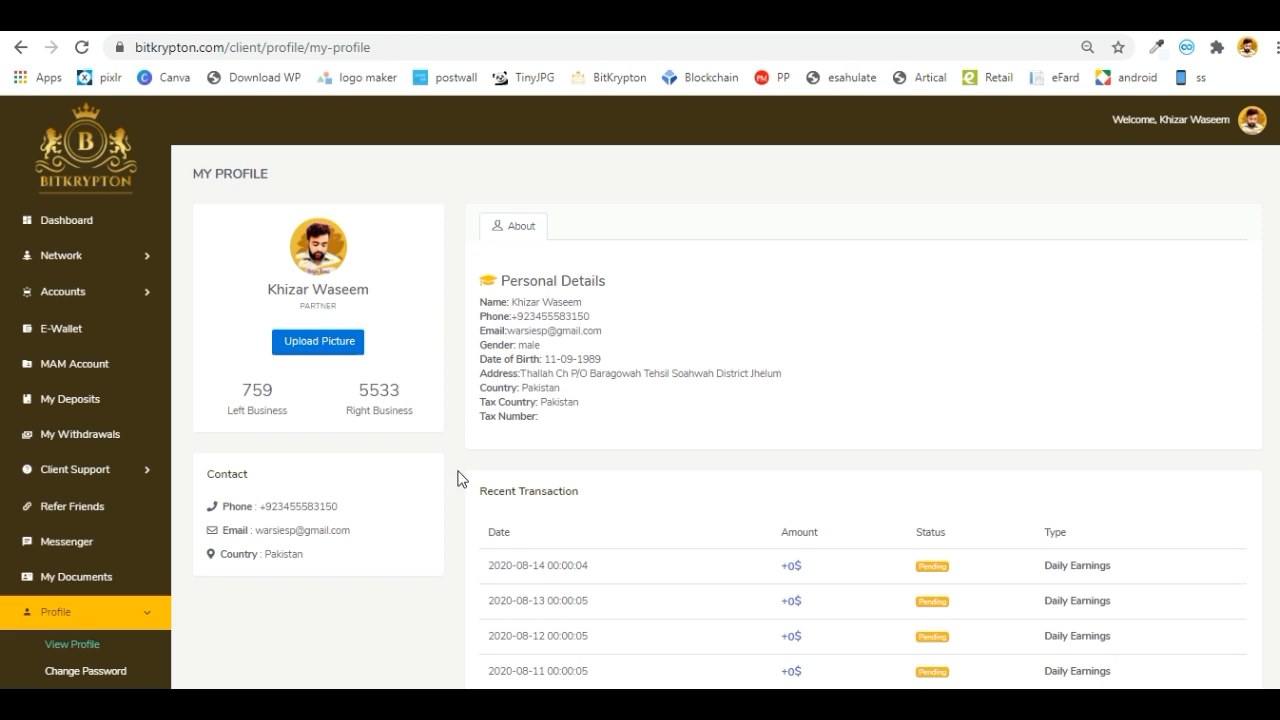 bitkrypton.com/client/profile/my-profile
Apps pixlr Canva Download WP logo maker postwall TinyJPG BitKrypton Blockchain PP esahulate Artical Retail eFard android ss
B
BITKRYPTON
Welcome, Khizar Waseem
Dashboard
Network
Accounts
E-Wallet
MAM Account
My Deposits
My Withdrawals
Client Support
Refer Friends
Messenger
My Documents
Profile
View Profile
Change Password
MY PROFILE
Khizar Waseem
PARTNER
Upload Picture
759 5533
Left Business Right Business
Contact
Phone : +923455583150
Email : warsiesp@gmail.com
Country : Pakistan
About
Personal Details
Name: Khizar Waseem
Phone:+923455583150
Email:warsiesp@gmail.com
Gender: male
Date of Birth: 11-09-1989
Address:Thallah Ch P/O Baragowah Tehsil Soahwah District Jhelum
Country: Pakistan
Tax Country: Pakistan
Tax Number:
Recent Transaction
Date Amount Status Type
2020-08-14 00:00:04 +0$ Pending Daily Earnings
2020-08-13 00:00:05 +0$ Pending Daily Earnings
2020-08-12 00:00:05 +0$ Pending Daily Earnings
2020-08-11 00:00:05 +0$ Pending Daily Earnings